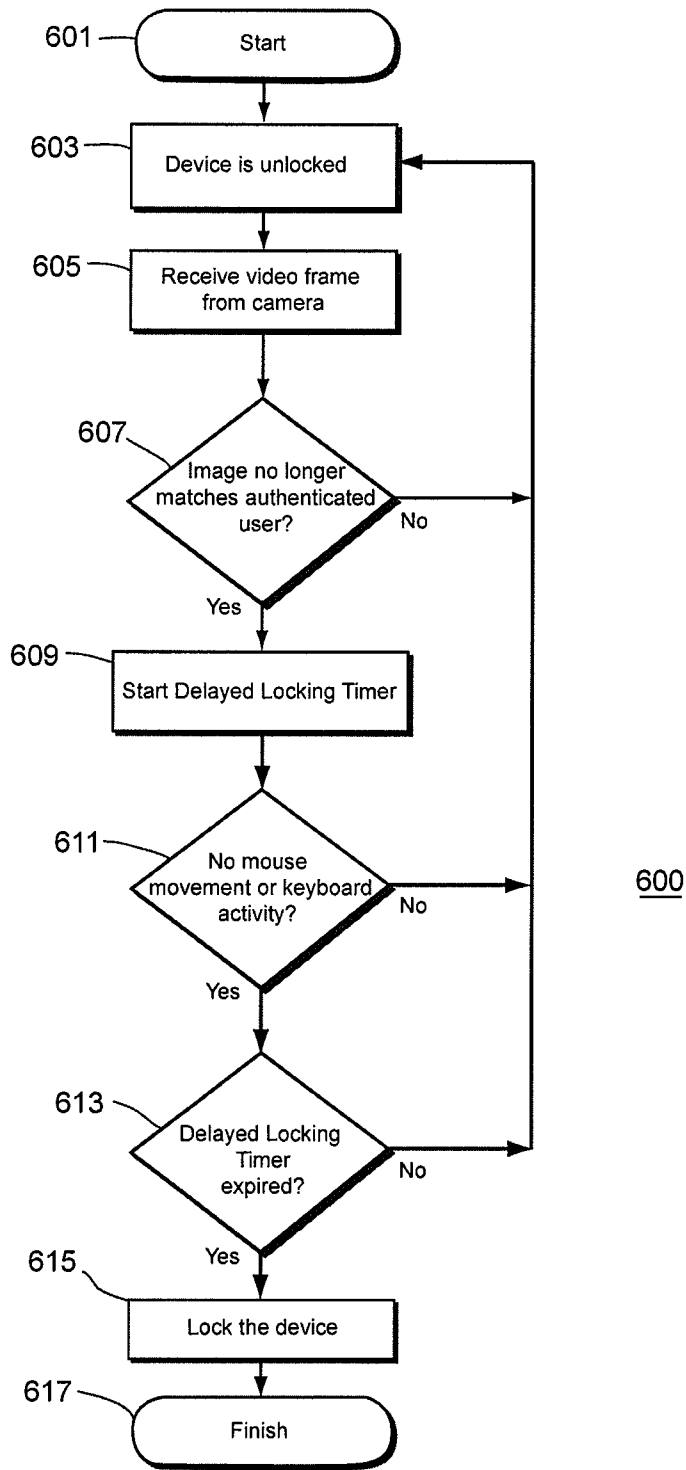 601
Start
603
Device is unlocked
605
Receive video frame
from camera
607
Image no longer
matches authenticated
user?
No
Yes
609
Start Delayed Locking Timer
611
No mouse
movement or keyboard
activity?
No
600
Yes
613
Delayed Locking
Timer
expired?
No
Yes
615
Lock the device
617
Finish